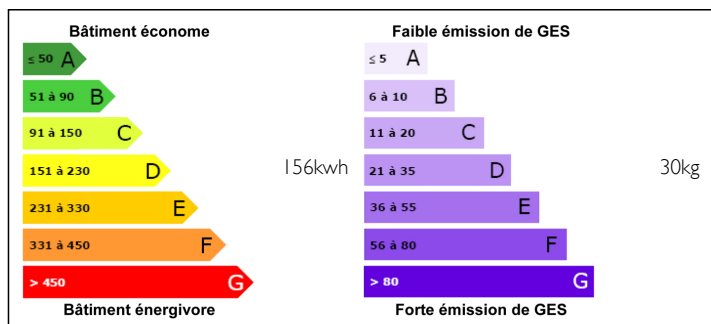 Bâtiment économe
≤ 50 A
51 à 90 B
91 à 150 C
151 à 230 D
231 à 330 E
331 à 450 F
> 450 G
Bâtiment énergivore
156kwh
Faible émission de GES
≤ 5 A
6 à 10 B
11 à 20 C
21 à 35 D
36 à 55 E
56 à 80 F
> 80 G
Forte émission de GES
30kg